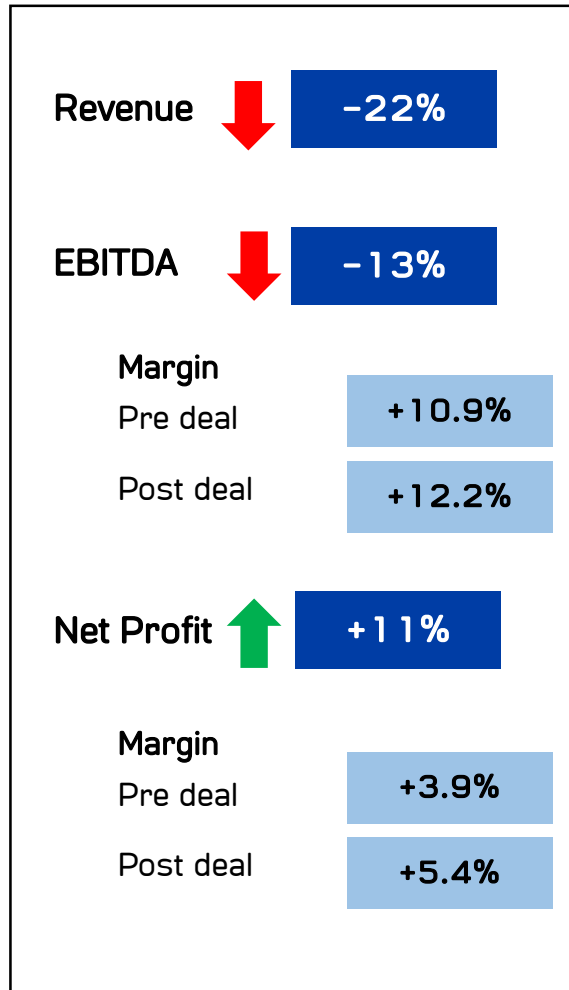 Revenue
-22%
EBITDA
-13%
Margin
Pre deal
+10.9%
Post deal
+12.2%
Net Profit
+11%
Margin
Pre deal
+3.9%
Post deal
+5.4%